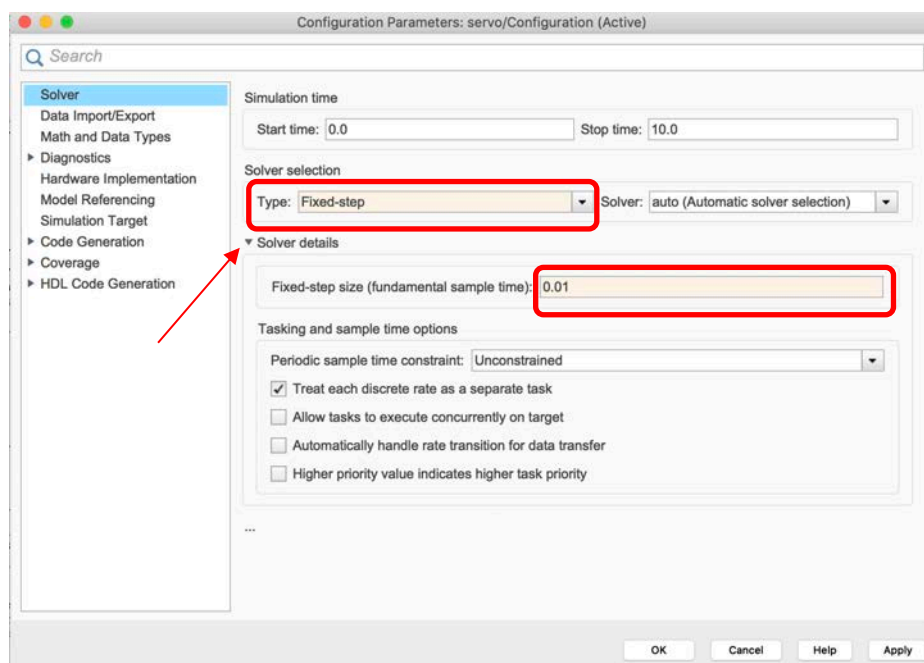 Configuration Parameters: servo/Configuration (Active)
Search
Solver
Data Import/Export
Math and Data Types
Diagnostics
Hardware Implementation
Model Referencing
Simulation Target
Code Generation
Coverage
HDL Code Generation
Simulation time
Start time: 0.0 Stop time: 10.0
Solver selection
Type: Fixed-step Solver: auto (Automatic solver selection)
Solver details
Fixed-step size (fundamental sample time): 0.01
Tasking and sample time options
Periodic sample time constraint: Unconstrained
Treat each discrete rate as a separate task
Allow tasks to execute concurrently on target
Automatically handle rate transition for data transfer
Higher priority value indicates higher task priority
...
OK Cancel Help Apply